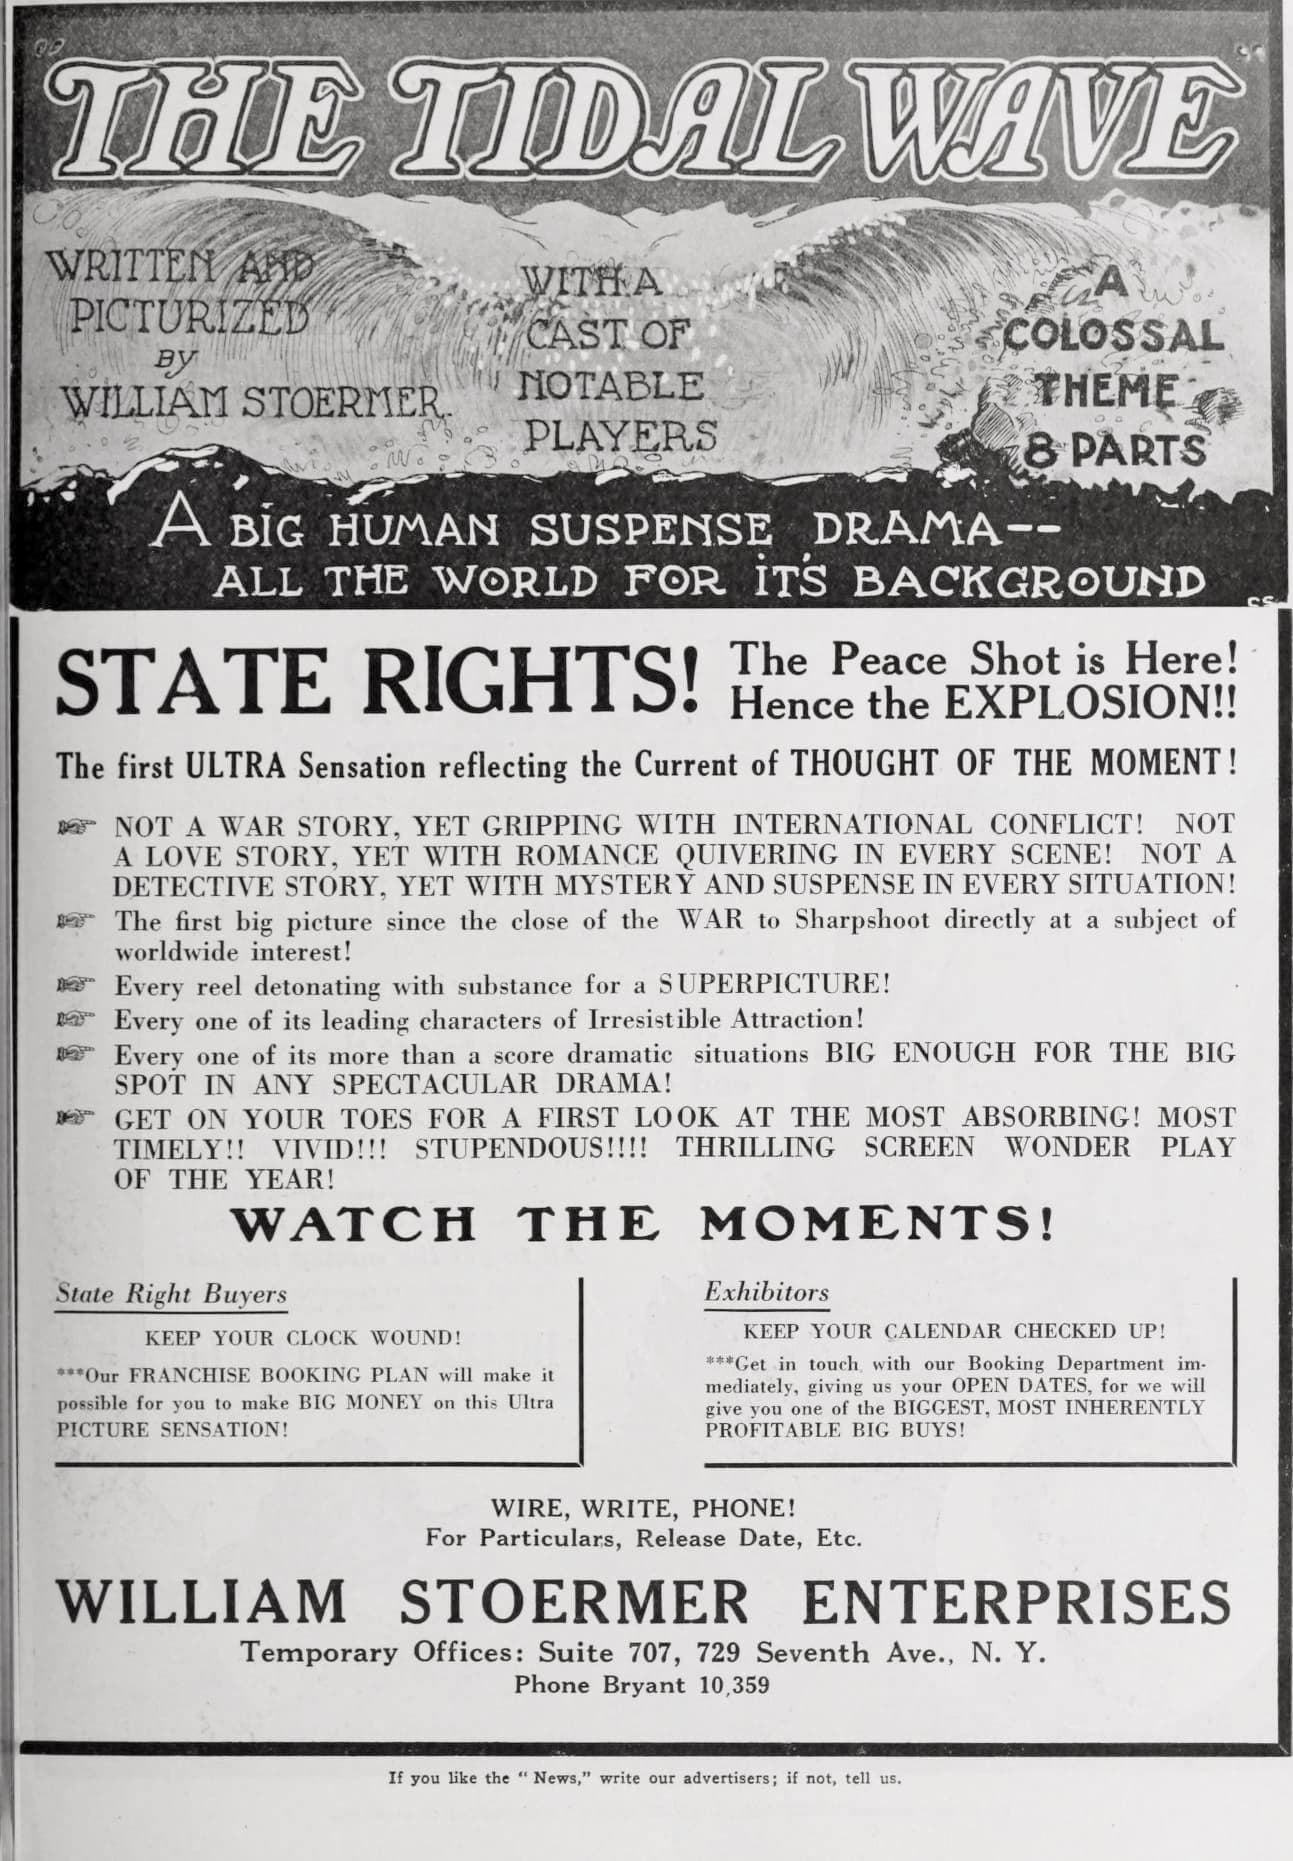 "THE TIDAL WAVE"
WRITTEN AND
PICTURIZED
BY
WILLIAM STOERMER.
WITH A
CAST OF
NOTABLE
PLAYERS
A
COLOSSAL
THEME
8 PARTS
A BIG HUMAN SUSPENSE DRAMA--
ALL THE WORLD FOR IT'S BACKGROUND
CS
STATE RIGHTS!
The Peace Shot is Here!
Hence the EXPLOSION!!
The first ULTRA Sensation reflecting the Current of THOUGHT OF THE MOMENT!
☞ NOT A WAR STORY, YET GRIPPING WITH INTERNATIONAL CONFLICT! NOT
A LOVE STORY, YET WITH ROMANCE QUIVERING IN EVERY SCENE! NOT A
DETECTIVE STORY, YET WITH MYSTERY AND SUSPENSE IN EVERY SITUATION!
☞ The first big picture since the close of the WAR to Sharpshoot directly at a subject of
worldwide interest!
☞ Every reel detonating with substance for a SUPERPICTURE!
☞ Every one of its leading characters of Irresistible Attraction!
☞ Every one of its more than a score dramatic situations BIG ENOUGH FOR THE BIG
SPOT IN ANY SPECTACULAR DRAMA!
☞ GET ON YOUR TOES FOR A FIRST LOOK AT THE MOST ABSORBING! MOST
TIMELY!! VIVID!!! STUPENDOUS!!!! THRILLING SCREEN WONDER PLAY
OF THE YEAR!
WATCH THE MOMENTS!
State Right Buyers
KEEP YOUR CLOCK WOUND!
***Our FRANCHISE BOOKING PLAN will make it
possible for you to make BIG MONEY on this Ultra
PICTURE SENSATION!
Exhibitors
KEEP YOUR CALENDAR CHECKED UP!
***Get in touch with our Booking Department im-
mediately, giving us your OPEN DATES, for we will
give you one of the BIGGEST, MOST INHERENTLY
PROFITABLE BIG BUYS!
WIRE, WRITE, PHONE!
For Particulars, Release Date, Etc.
WILLIAM STOERMER ENTERPRISES
Temporary Offices: Suite 707, 729 Seventh Ave., N. Y.
Phone Bryant 10,359
If you like the "News," write our advertisers; if not, tell us.